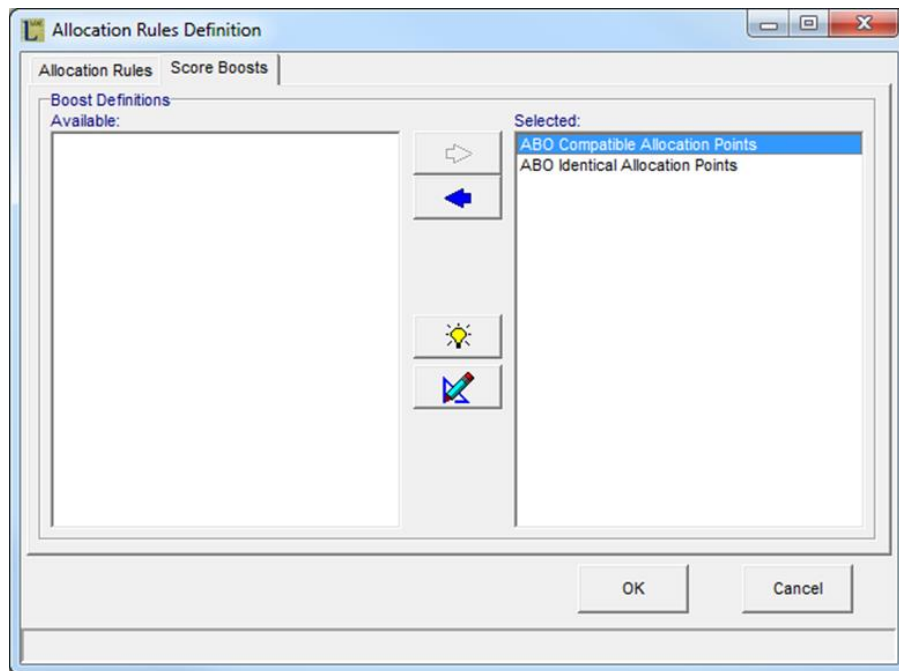 Allocation Rules Definition
Allocation Rules Score Boosts
Boost Definitions
Available:
Selected:
ABO Compatible Allocation Points
ABO Identical Allocation Points
OK
Cancel